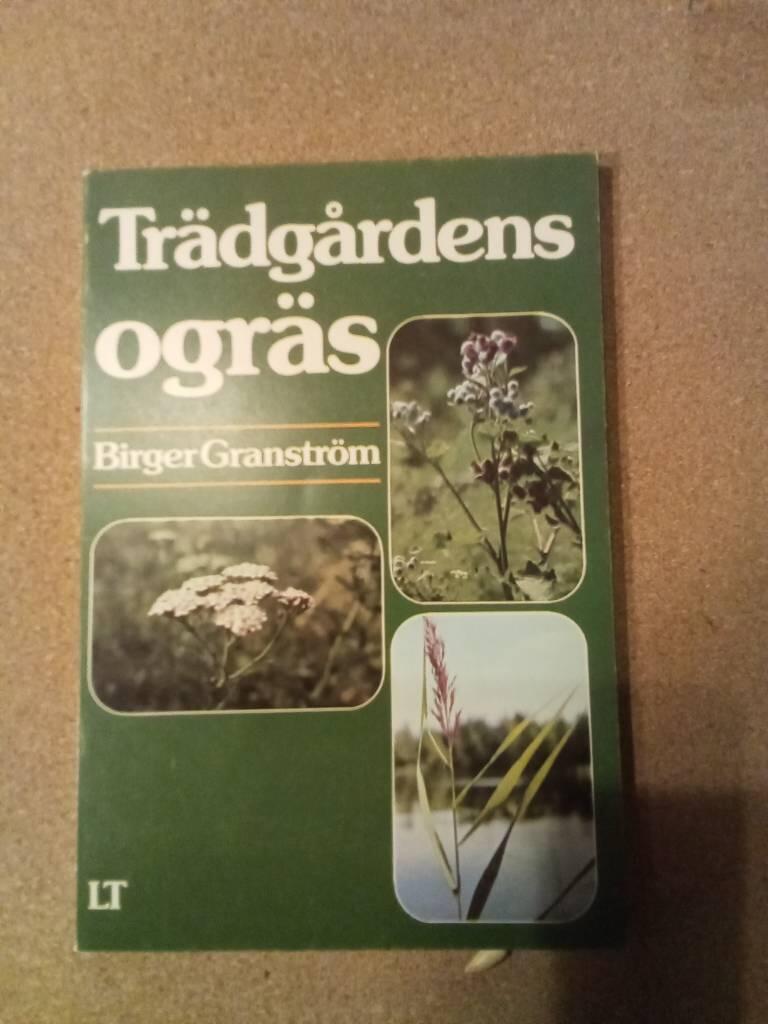 Trädgårdens
ogräs
Birger Granström
LT